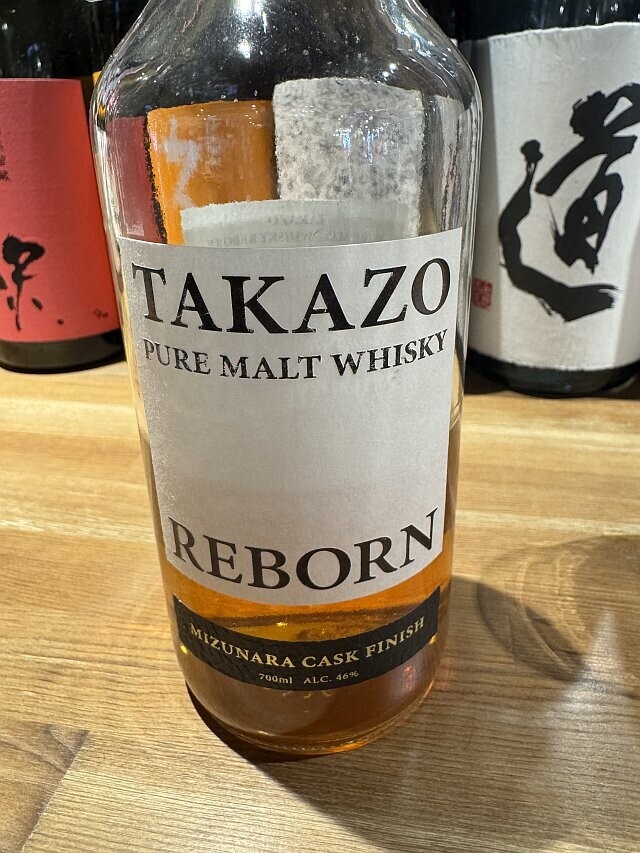 TAKAZO
PURE MALT WHISKY
REBORN
MIZUNARA CASK FINISH
700ml ALC. 46%
道